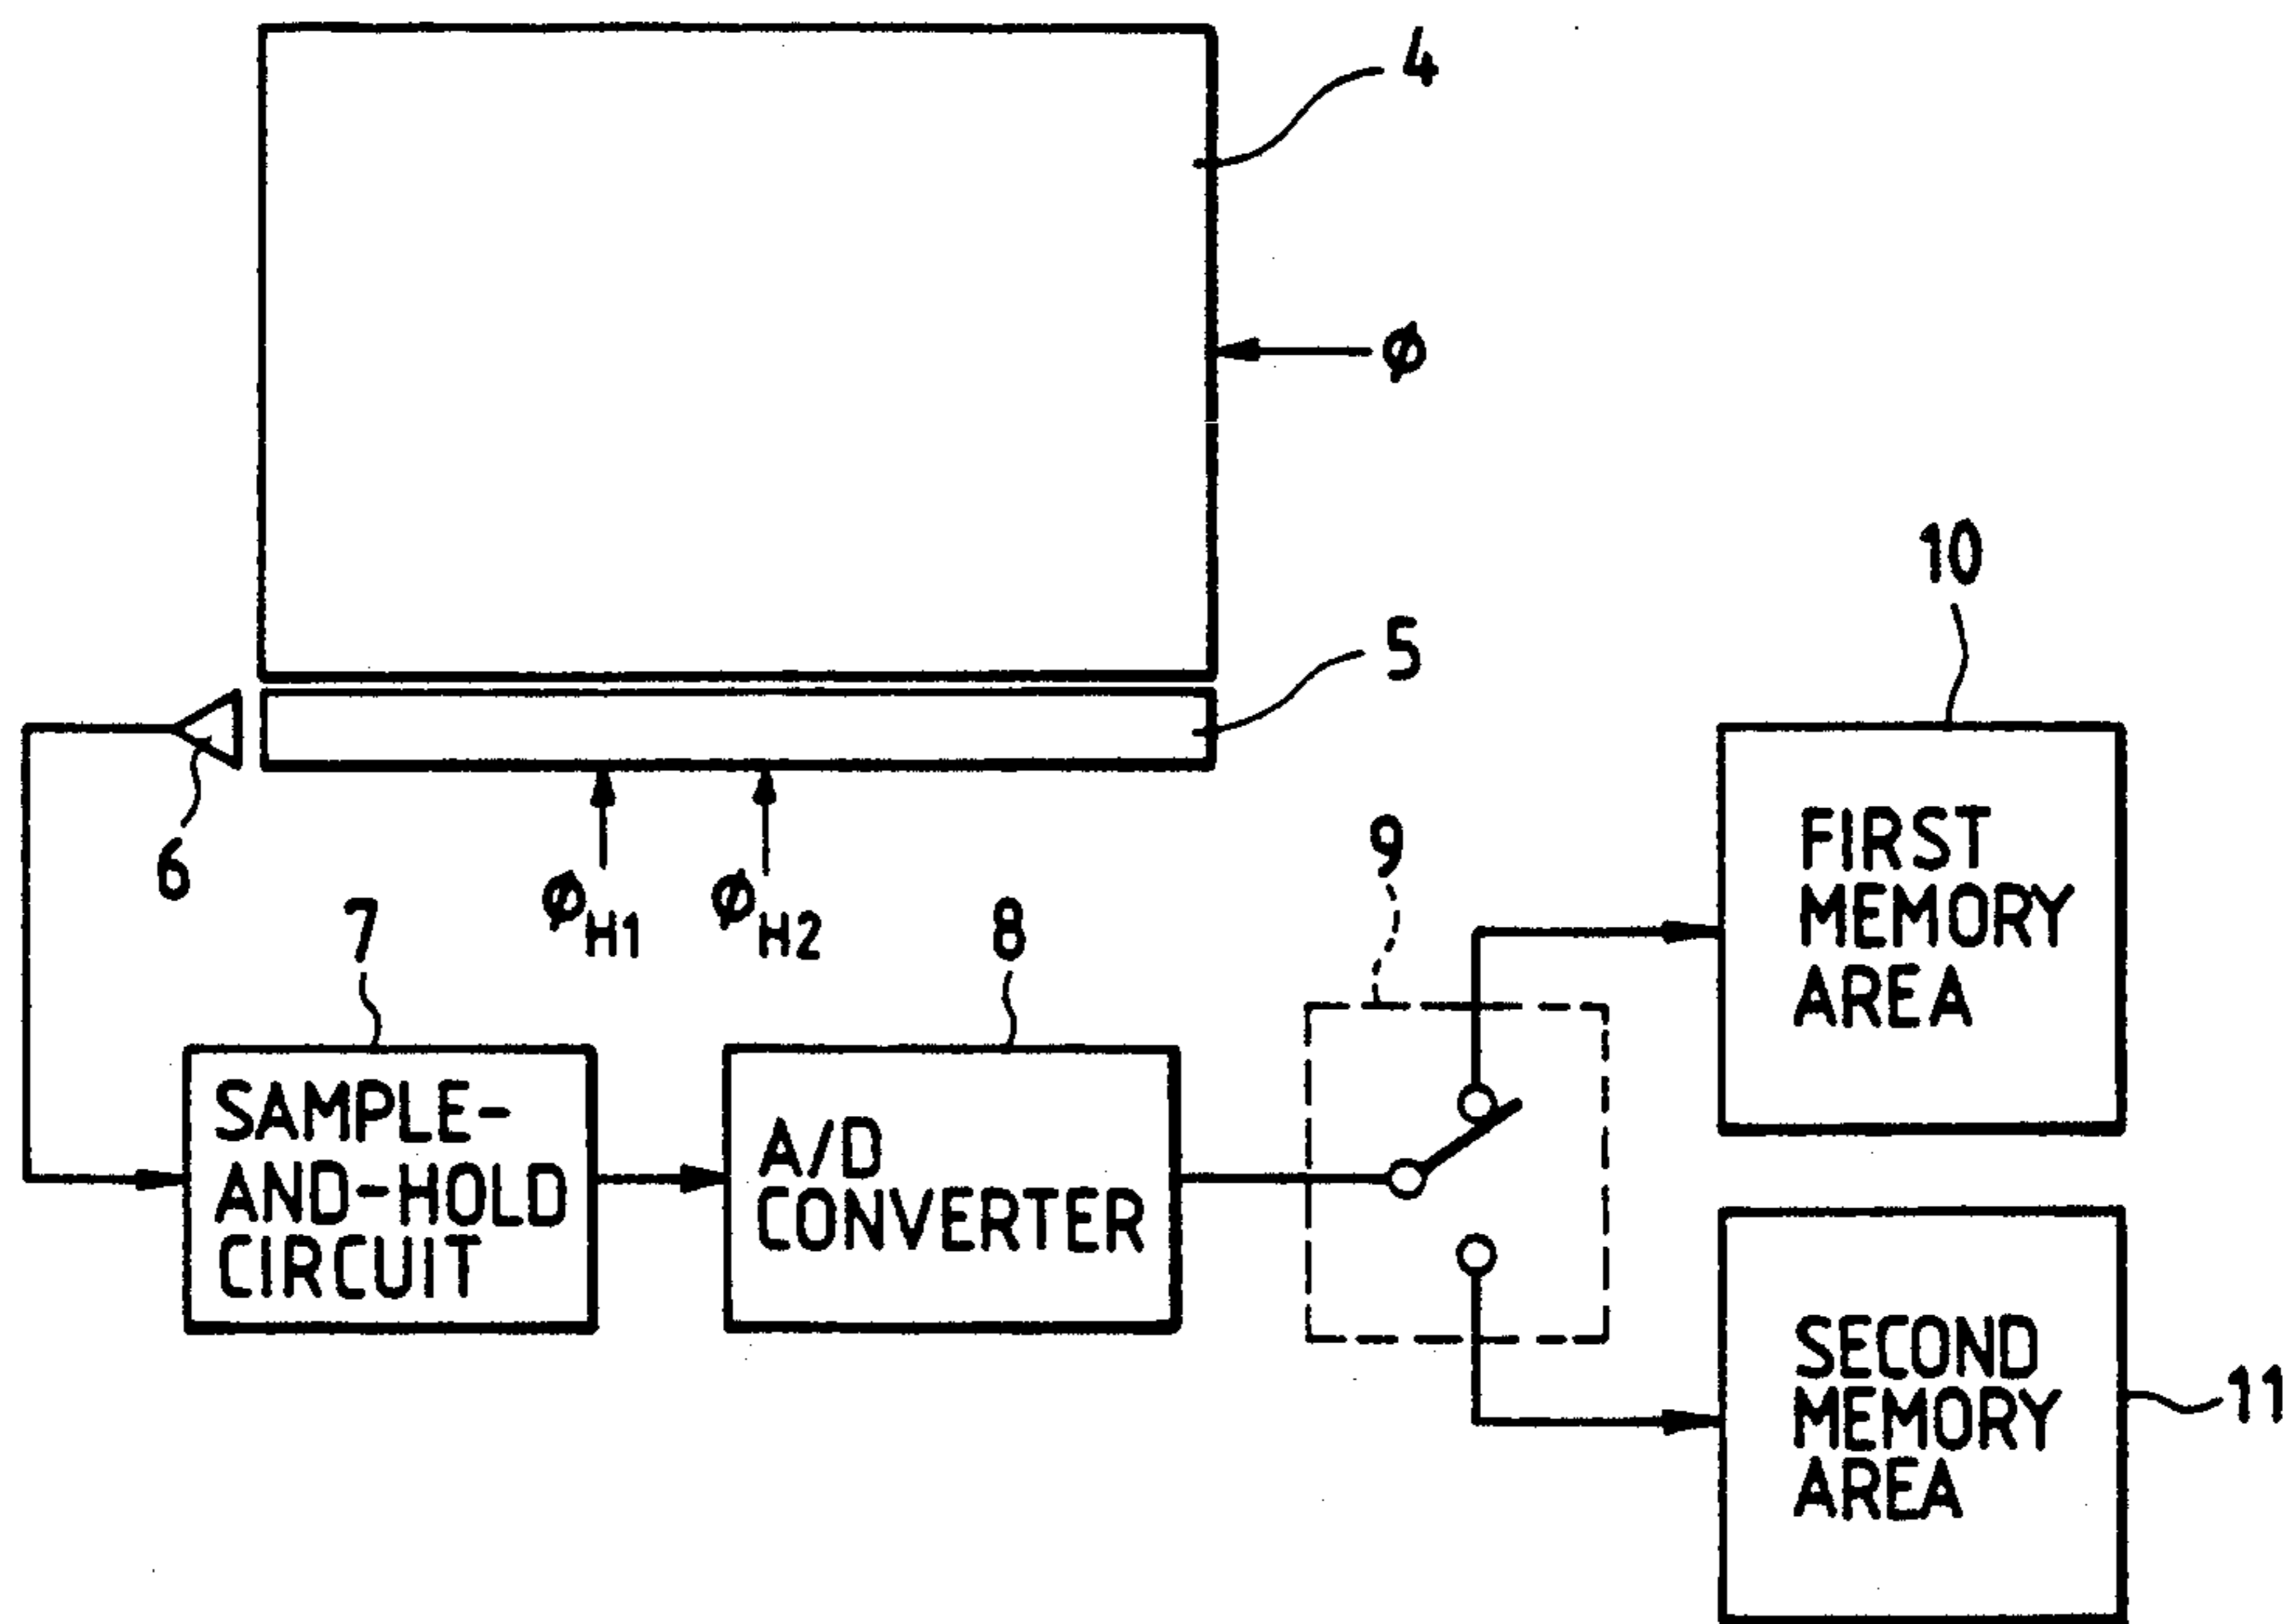 4
φ
10
5
6
φH1
φH2
7
8
9
FIRST
MEMORY
AREA
SAMPLE-
AND-HOLD
CIRCUIT
A/D
CONVERTER
SECOND
MEMORY
AREA
11